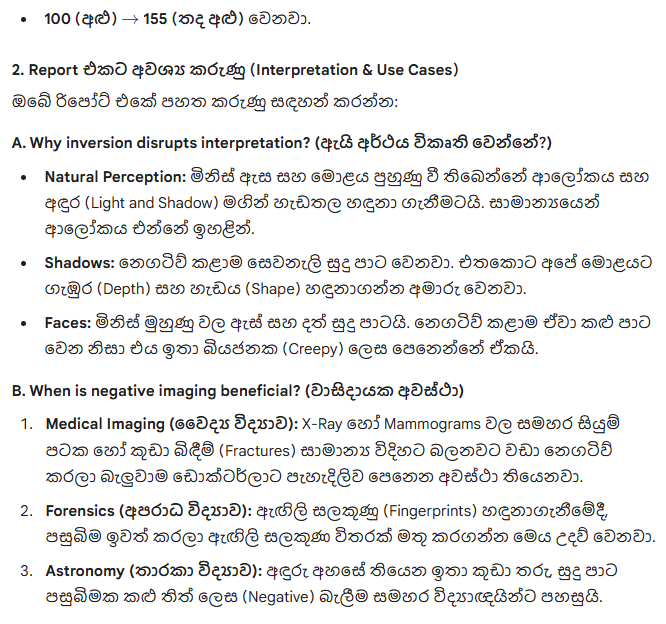 • 100 (අළු) → 155 (තද අළු) වෙනවා.
2. Report එකට අවශ්‍ය කරුණු (Interpretation & Use Cases)
ඔබේ රිපෝට් එකේ පහත කරුණු සඳහන් කරන්න:
A. Why inversion disrupts interpretation? (ඇයි අර්ථය විකෘති වෙන්නේ?)
• Natural Perception: මිනිස් ඇස සහ මොළය පුහුණු වී තිබෙන්නේ ආලෝකය සහ
අඳුර (Light and Shadow) මගින් හැඩතල හඳුනා ගැනීමටයි. සාමාන්‍යයෙන්
ආලෝකය එන්නේ ඉහළින්.
• Shadows: නෙගටිව් කළාම සෙවනැලි සුදු පාට වෙනවා. එතකොට අපේ මොළයට
ගැඹුර (Depth) සහ හැඩය (Shape) හඳුනාගන්න අමාරු වෙනවා.
• Faces: මිනිස් මුහුණු වල ඇස් සහ දත් සුදු පාටයි. නෙගටිව් කළාම ඒවා කළු පාට
වෙන නිසා එය ඉතා බියජනක (Creepy) ලෙස පෙනෙන්නේ ඒකයි.
B. When is negative imaging beneficial? (වාසිදායක අවස්ථා)
1. Medical Imaging (වෛද්‍ය විද්‍යාව): X-Ray හෝ Mammograms වල සමහර සියුම්
පටක හෝ කුඩා බිඳීම් (Fractures) සාමාන්‍ය විදිහට බලනවට වඩා නෙගටිව්
කරලා බැලුවාම ඩොක්ටර්ලාට පැහැදිලිව පෙනෙන අවස්ථා තියෙනවා.
2. Forensics (අපරාධ විද්‍යාව): ඇඟිලි සලකුණු (Fingerprints) හඳුනාගැනීමේදී,
පසුබිම ඉවත් කරලා ඇඟිලි සලකුණ විතරක් මතු කරගන්න මෙය උදව් වෙනවා.
3. Astronomy (තාරකා විද්‍යාව): අඳුරු අහසේ තියෙන ඉතා කුඩා තරු, සුදු පාට
පසුබිමක කළු තිත් ලෙස (Negative) බැලීම සමහර විද්‍යාඥයින්ට පහසුයි.